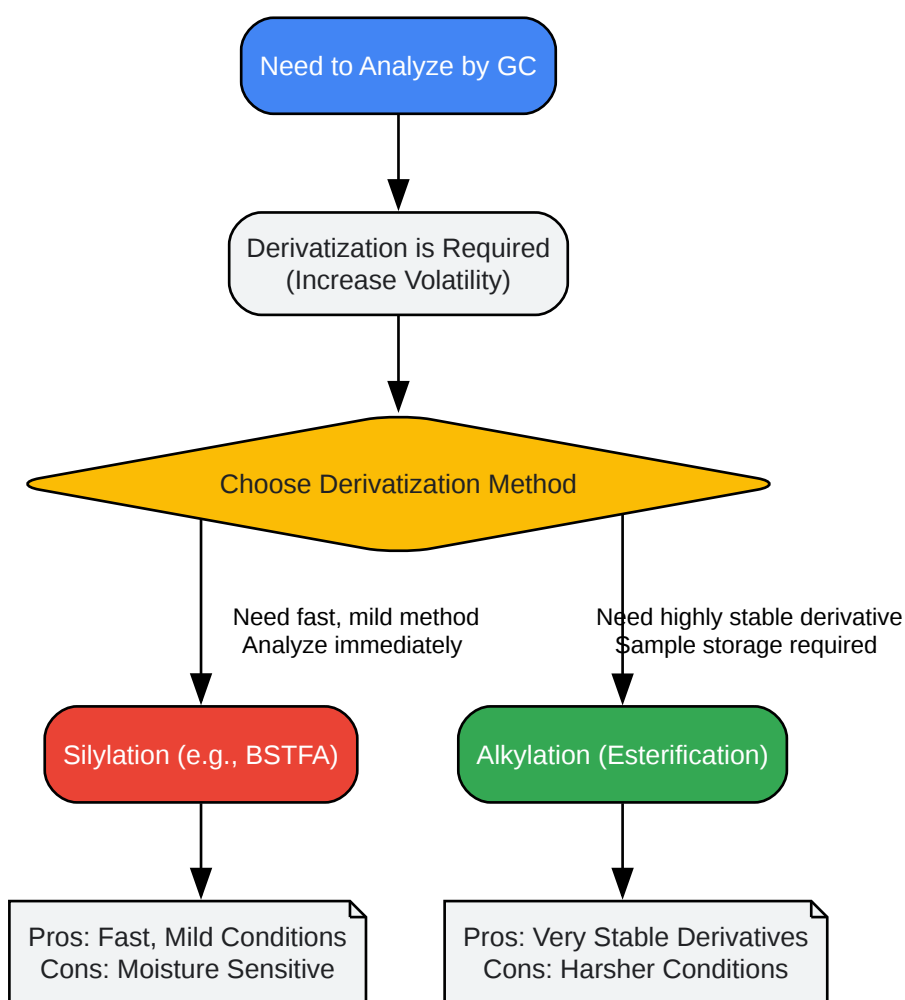 Need to Analyze by GC
Derivatization is Required
(Increase Volatility)
Choose Derivatization Method
Need fast, mild method
Analyze immediately
Need highly stable derivative
Sample storage required
Silylation (e.g., BSTFA)
Alkylation (Esterification)
Pros: Fast, Mild Conditions
Cons: Moisture Sensitive
Pros: Very Stable Derivatives
Cons: Harsher Conditions